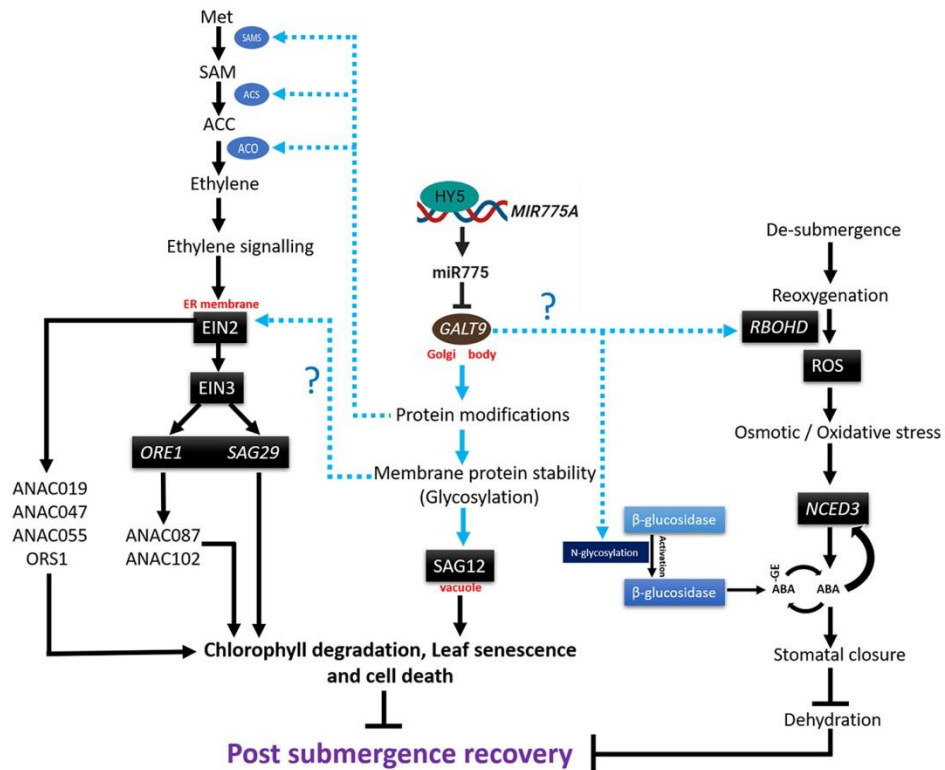 Met
SAMS
SAM
ACS
ACC
ACO
Ethylene
Ethylene signalling
ER membrane
EIN2
EIN3
ORE1 SAG29
ANAC019
ANAC047
ANAC055
ORS1
ANAC087
ANAC102
HY5
MIR775A
miR775
GALT9
Golgi body
?
?
Protein modifications
Membrane protein stability
(Glycosylation)
SAG12
vacuole
De-submergence
Reoxygenation
RBOHD
ROS
Osmotic / Oxidative stress
NCED3
β-glucosidase
N-glycosylation
Activation
β-glucosidase
-GE
ABA ABA
Stomatal closure
Dehydration
Chlorophyll degradation, Leaf senescence
and cell death
Post submergence recovery